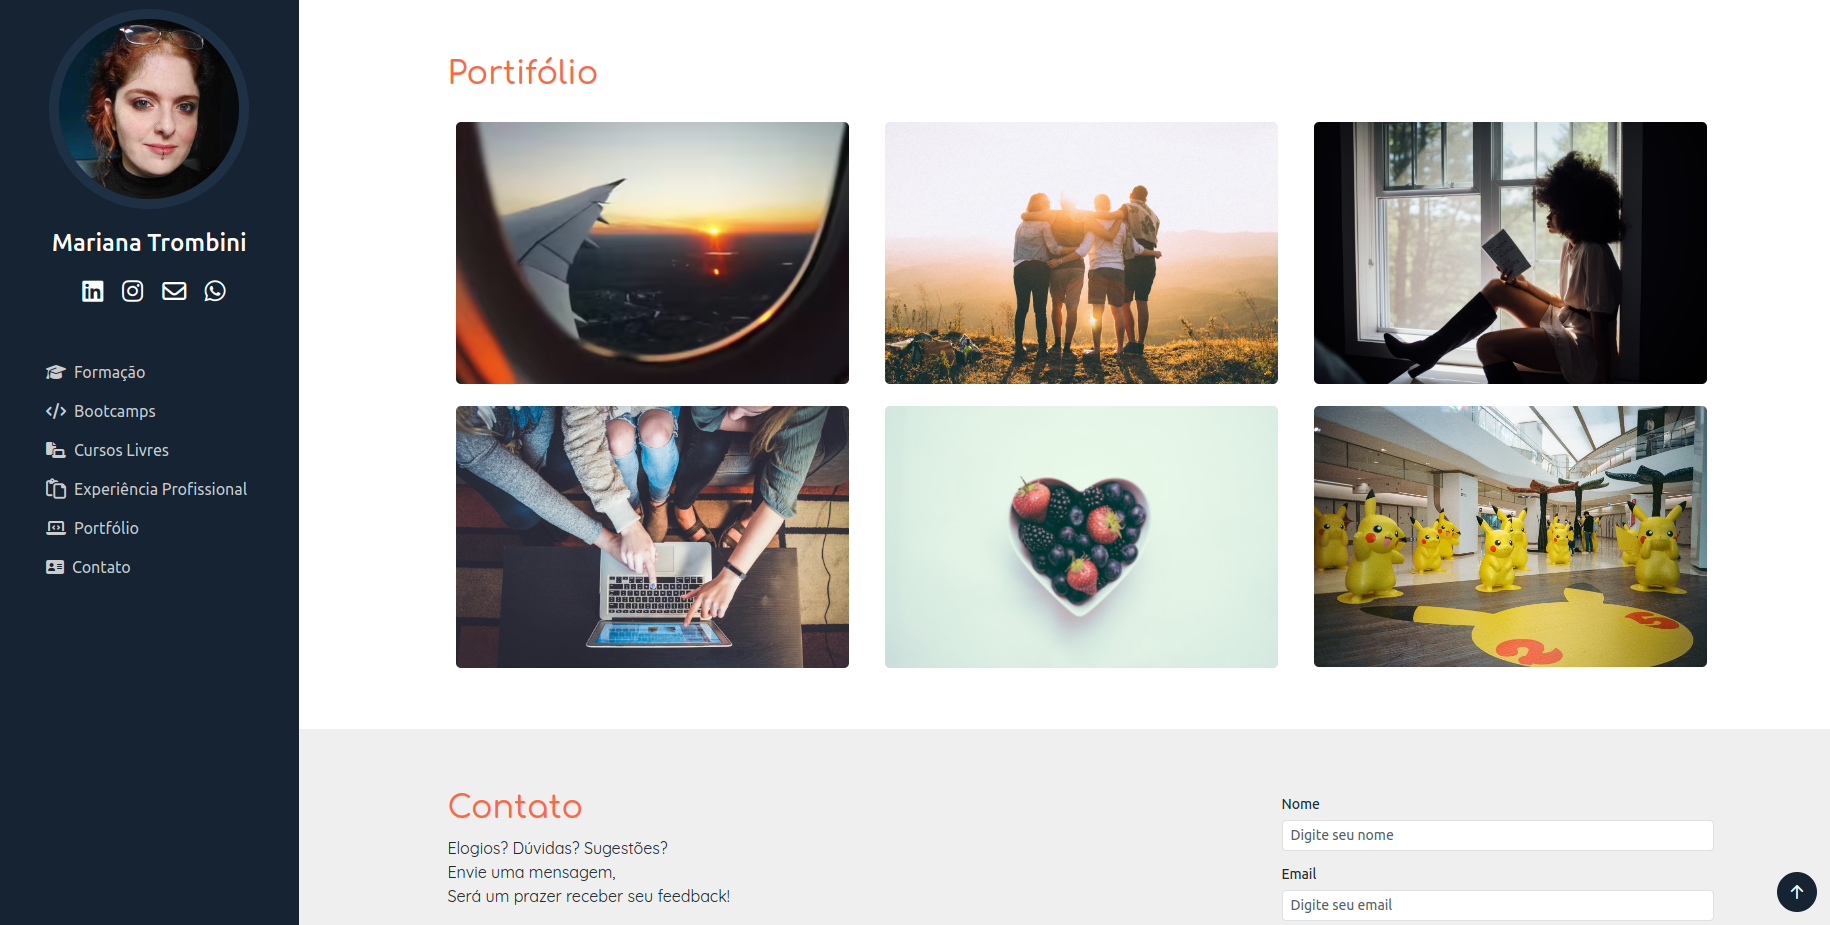 Mariana Trombini
Formação
Bootcamps
Cursos Livres
Experiência Profissional
Portfólio
Contato
Portifólio
Contato
Elogios? Dúvidas? Sugestões?
Envie uma mensagem,
Será um prazer receber seu feedback!
Nome
Digite seu nome
Email
Digite seu email